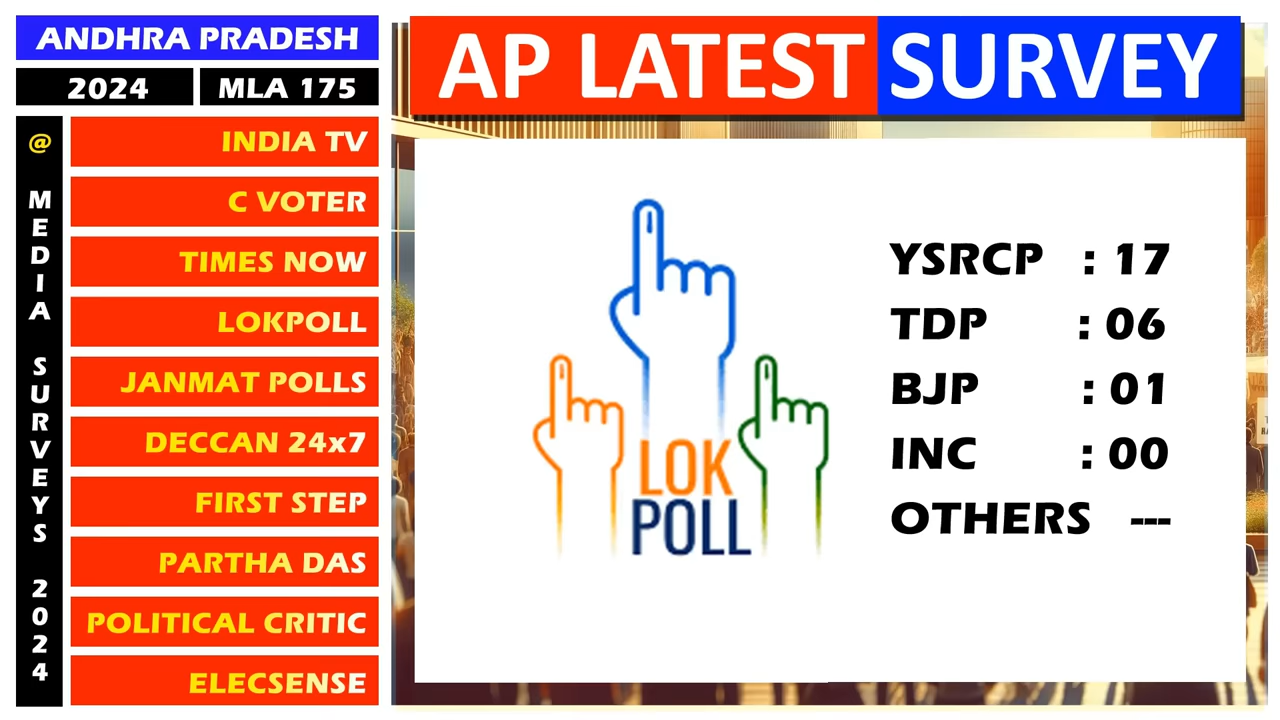 ANDHRA PRADESH
2024
MLA 175
@ MEDIA SURVEYS 2024
INDIA TV
C VOTER
TIMES NOW
LOKPOLL
JANMAT POLLS
DECCAN 24x7
FIRST STEP
PARTHA DAS
POLITICAL CRITIC
ELECSENSE
AP LATEST SURVEY
LOK
POLL
YSRCP : 17
TDP : 06
BJP : 01
INC : 00
OTHERS ---